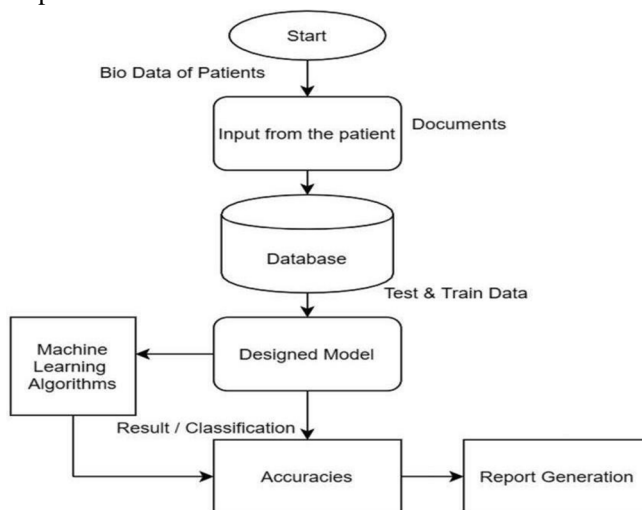 Start
Bio Data of Patients
Input from the patient
Documents
Database
Test & Train Data
Machine
Learning
Algorithms
Designed Model
Result / Classification
Accuracies
Report Generation